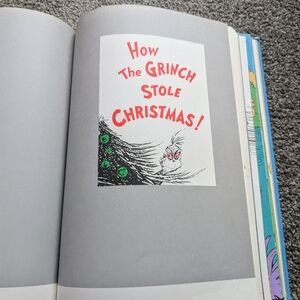 How
The GRINCH
STOLE
CHRISTMAS!